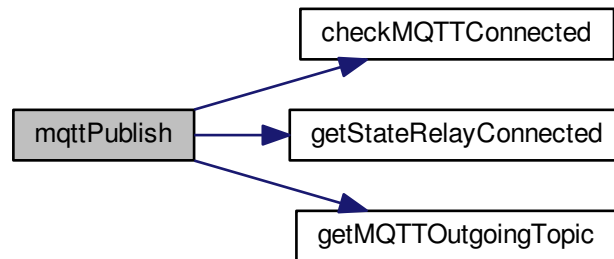 checkMQTTConnected
mqttPublish
getStateRelayConnected
getMQTTOutgoingTopic